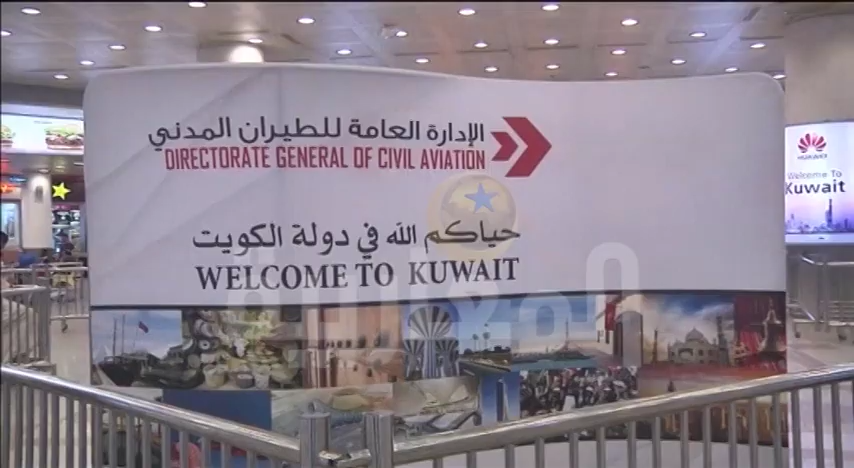 الإدارة العامة للطيران المدني
DIRECTORATE GENERAL OF CIVIL AVIATION
حياكم الله في دولة الكويت
WELCOME TO KUWAIT
HUAWEI
Welcome To
Kuwait